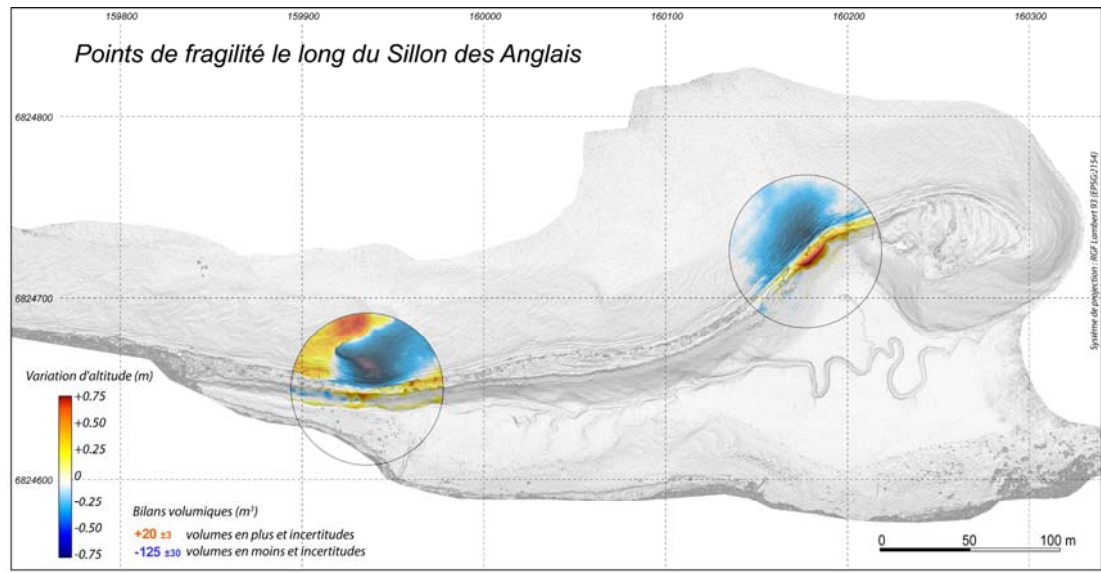 159800 159900 160000 160100 160200 160300
Points de fragilité le long du Sillon des Anglais
6824800
Système de projection : RGF Lambert 93 (EPSG:2154)
6824700
Variation d'altitude (m)
+0.75
+0.50
+0.25
0
-0.25
-0.50
-0.75
6824600
Bilans volumiques (m³)
+20 ±3 volumes en plus et incertitudes
-125 ±30 volumes en moins et incertitudes
0 50 100 m